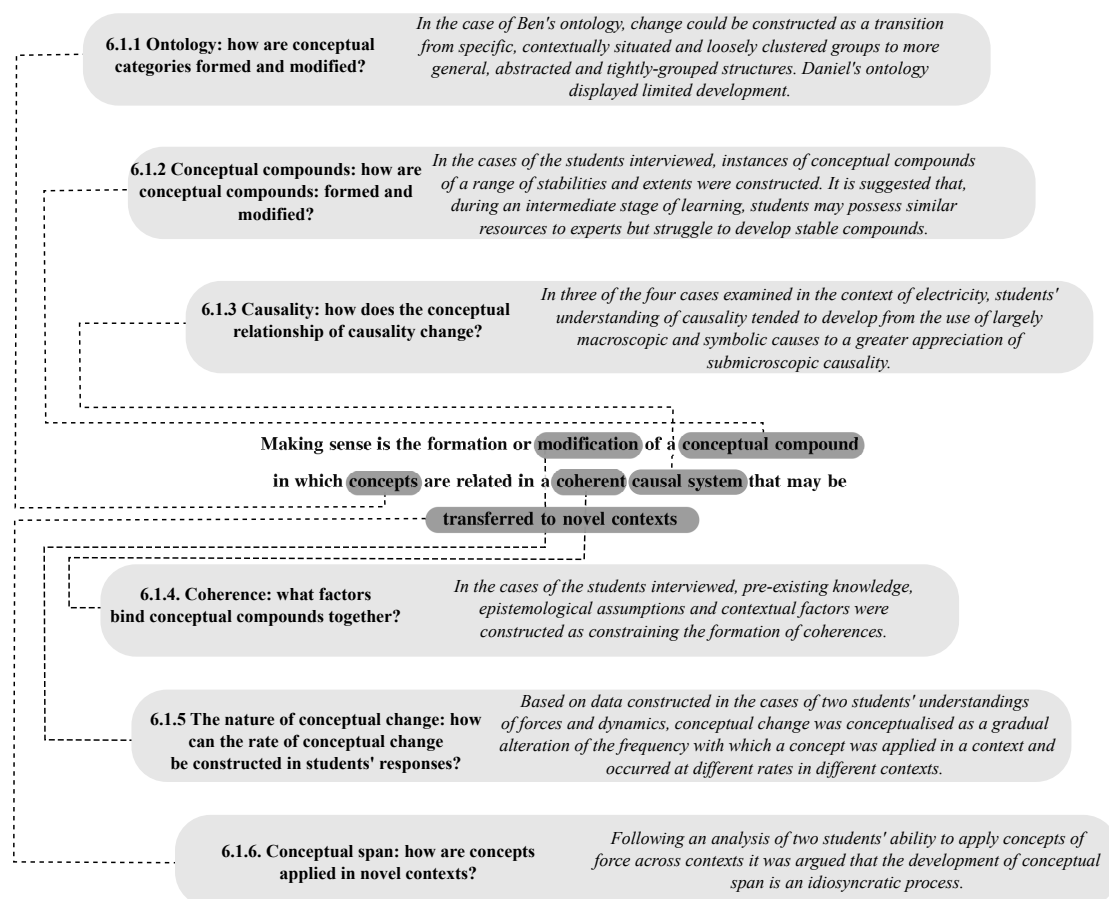 6.1.1 Ontology: how are conceptual
categories formed and modified?
In the case of Ben's ontology, change could be constructed as a transition
from specific, contextually situated and loosely clustered groups to more
general, abstracted and tightly-grouped structures. Daniel's ontology
displayed limited development.
6.1.2 Conceptual compounds: how are
conceptual compounds: formed and
modified?
In the cases of the students interviewed, instances of conceptual compounds
of a range of stabilities and extents were constructed. It is suggested that,
during an intermediate stage of learning, students may possess similar
resources to experts but struggle to develop stable compounds.
6.1.3 Causality: how does the conceptual
relationship of causality change?
In three of the four cases examined in the context of electricity, students'
understanding of causality tended to develop from the use of largely
macroscopic and symbolic causes to a greater appreciation of
submicroscopic causality.
Making sense is the formation or modification of a conceptual compound
in which concepts are related in a coherent causal system that may be
transferred to novel contexts
6.1.4. Coherence: what factors
bind conceptual compounds together?
In the cases of the students interviewed, pre-existing knowledge,
epistemological assumptions and contextual factors were
constructed as constraining the formation of coherences.
6.1.5 The nature of conceptual change: how
can the rate of conceptual change
be constructed in students' responses?
Based on data constructed in the cases of two students' understandings
of forces and dynamics, conceptual change was conceptualised as a gradual
alteration of the frequency with which a concept was applied in a context and
occurred at different rates in different contexts.
6.1.6. Conceptual span: how are concepts
applied in novel contexts?
Following an analysis of two students' ability to apply concepts of
force across contexts it was argued that the development of conceptual
span is an idiosyncratic process.